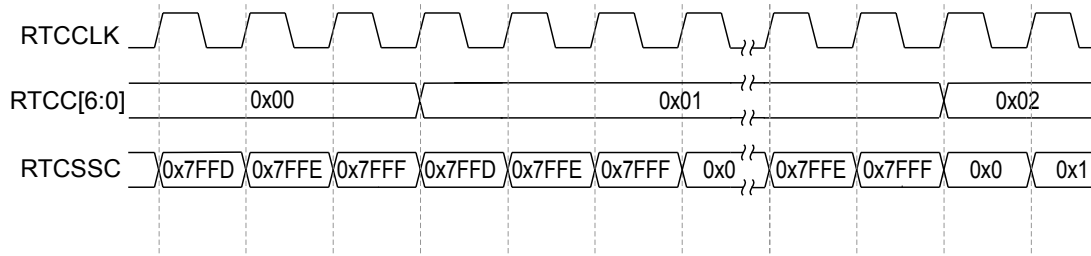 RTCCLK
RTCC[6:0] 0x00 0x01 0x02
RTCSSC 0x7FFD 0x7FFE 0x7FFF 0x7FFD 0x7FFE 0x7FFF 0x0 0x7FFE 0x7FFF 0x0 0x1